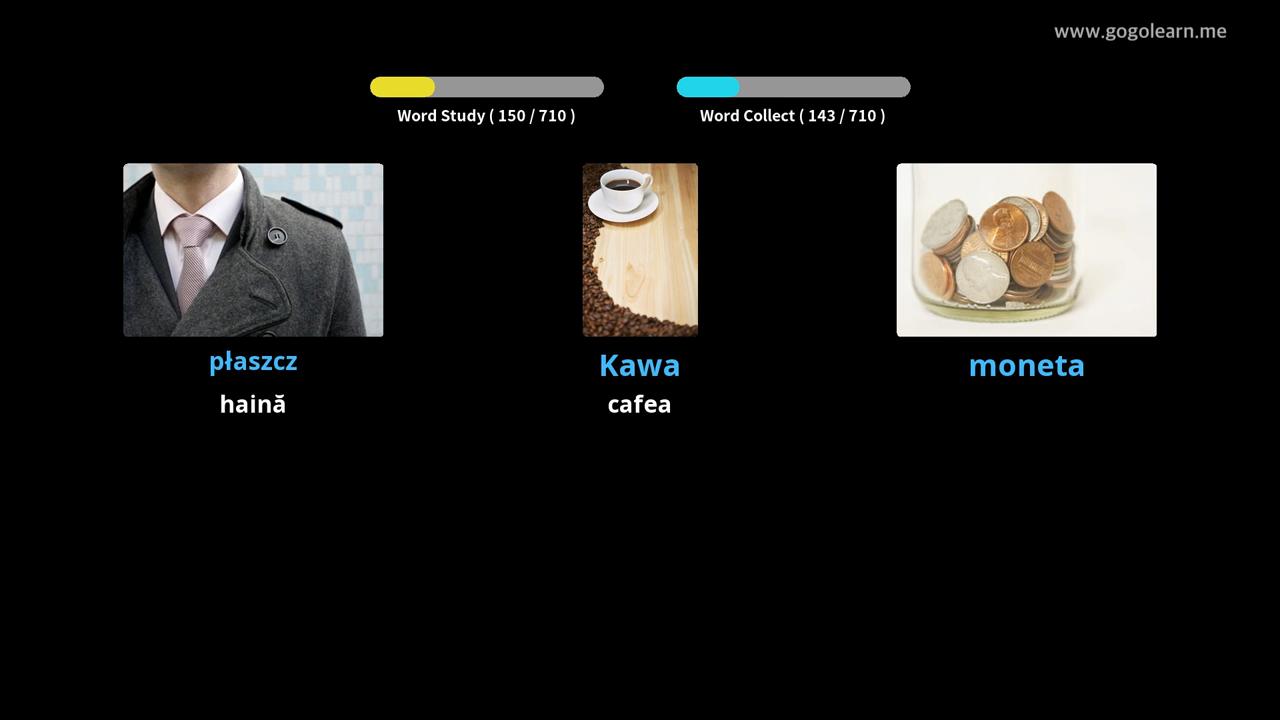 www.gogolearn.me
Word Study ( 150 / 710 )
Word Collect ( 143 / 710 )
płaszcz
Kawa
moneta
haină
cafea